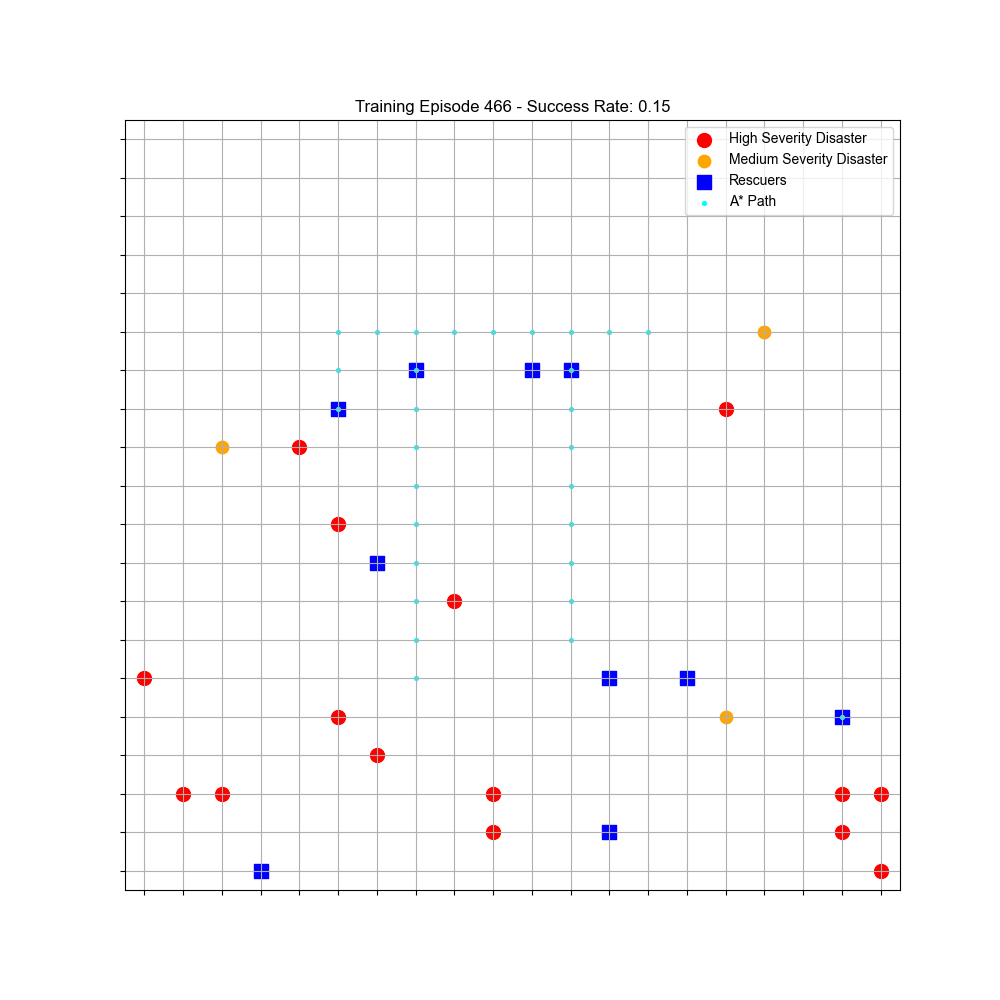 Training Episode 466 - Success Rate: 0.15
High Severity Disaster
Medium Severity Disaster
Rescuers
A* Path